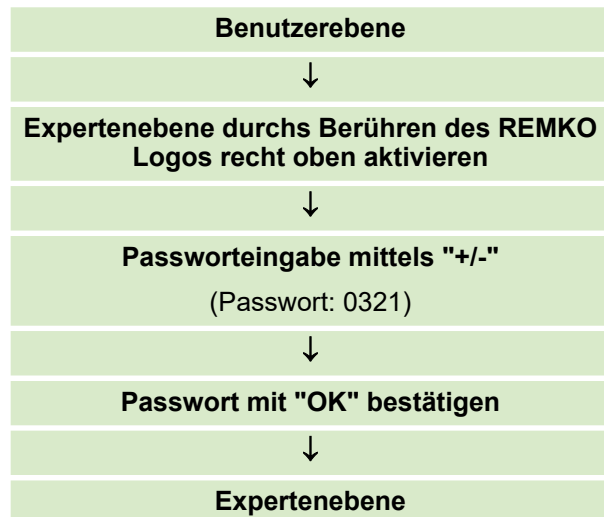 Benutzerebene
↓
Expertenebene durchs Berühren des REMKO
Logos recht oben aktivieren
↓
Passworteingabe mittels "+/-"
(Passwort: 0321)
↓
Passwort mit "OK" bestätigen
↓
Expertenebene